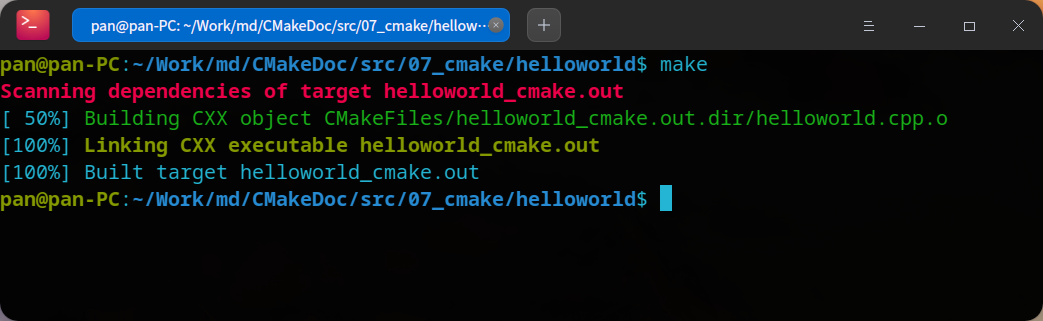 pan@pan-PC: ~/Work/md/CMakeDoc/src/07_cmake/hellow···
pan@pan-PC:~/Work/md/CMakeDoc/src/07_cmake/helloworld$ make
Scanning dependencies of target helloworld_cmake.out
[ 50%] Building CXX object CMakeFiles/helloworld_cmake.out.dir/helloworld.cpp.o
[100%] Linking CXX executable helloworld_cmake.out
[100%] Built target helloworld_cmake.out
pan@pan-PC:~/Work/md/CMakeDoc/src/07_cmake/helloworld$